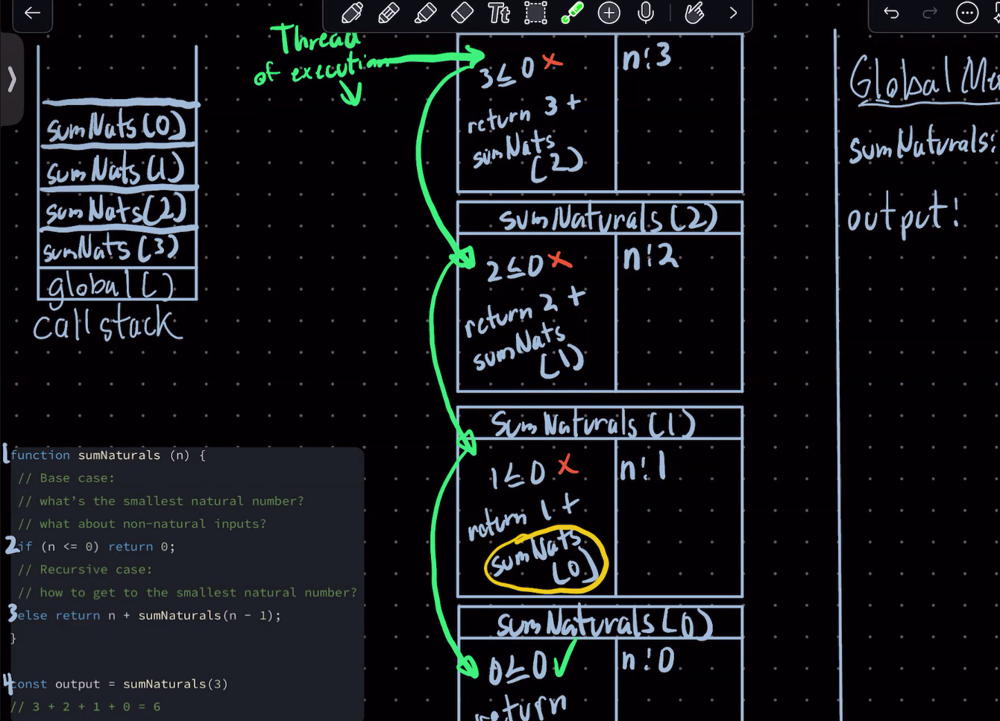 Tt
Thread
of execution
sumNats(0)
sumNats(1)
sumNats(2)
sumNats(3)
global()
call stack
3≤0 x
return 3 +
sumNats
(2)
n:3
sumNaturals(2)
2≤0 x
return 2 +
sumNats
(1)
n:2
SumNaturals(1)
1≤0 x
return 1 +
sumNats
(0)
n:1
sumNaturals(0)
0≤0 ✓
return
n:0
Global
sumNaturals:
output:
1 function sumNaturals (n) {
// Base case:
// what's the smallest natural number?
// what about non-natural inputs?
2 if (n <= 0) return 0;
// Recursive case:
// how to get to the smallest natural number?
3 else return n + sumNaturals(n - 1);
}
4 const output = sumNaturals(3)
// 3 + 2 + 1 + 0 = 6